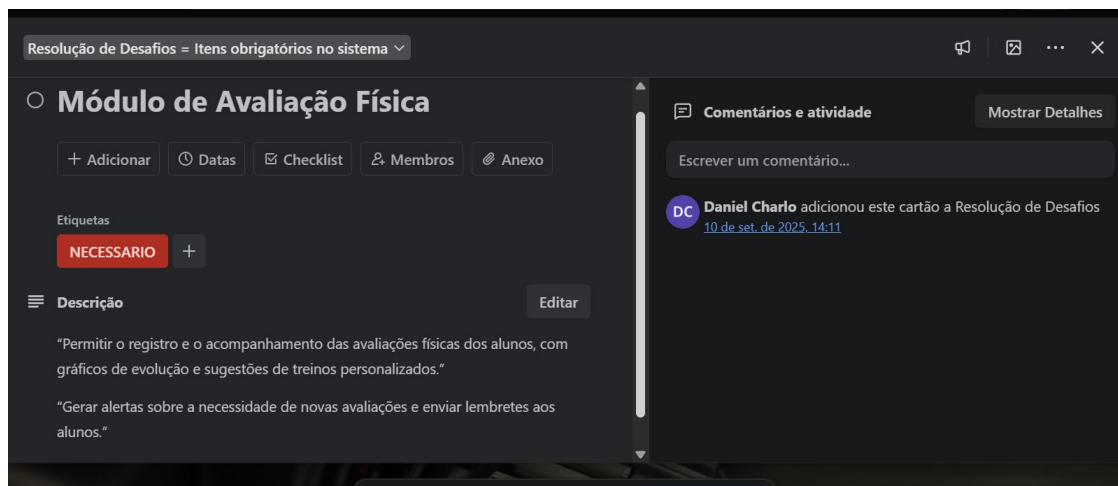 Resolução de Desafios = Itens obrigatórios no sistema
Módulo de Avaliação Física
Adicionar
Datas
Checklist
Membros
Anexo
Etiquetas
NECESSARIO
Descrição
Editar
“Permitir o registro e o acompanhamento das avaliações físicas dos alunos, com
gráficos de evolução e sugestões de treinos personalizados.”
“Gerar alertas sobre a necessidade de novas avaliações e enviar lembretes aos
alunos.”
Comentários e atividade
Mostrar Detalhes
Escrever um comentário...
DC
Daniel Charlo adicionou este cartão a Resolução de Desafios
10 de set. de 2025, 14:11